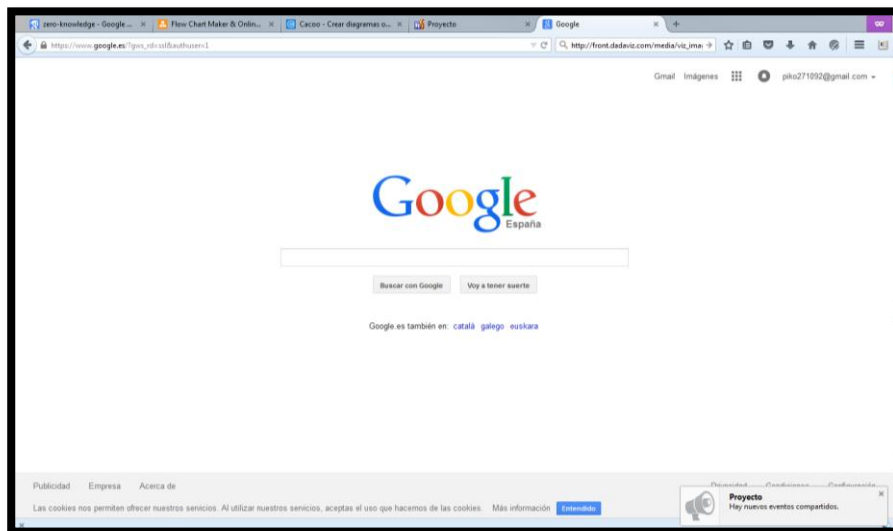 zero-knowledge - Google ... Flow Chart Maker & Onlin... Cacoo - Crear diagramas o... Proyecto Google
https://www.google.es/?gws_rd=ssl&authuser=1 http://front.dadaviz.com/media/viz_ima
Gmail Imágenes piko271092@gmail.com
Google
España
Buscar con Google Voy a tener suerte
Google.es también en: català galego euskara
Publicidad Empresa Acerca de
Las cookies nos permiten ofrecer nuestros servicios. Al utilizar nuestros servicios, aceptas el uso que hacemos de las cookies. Más información Entendido
Proyecto
Hay nuevos eventos compartidos.